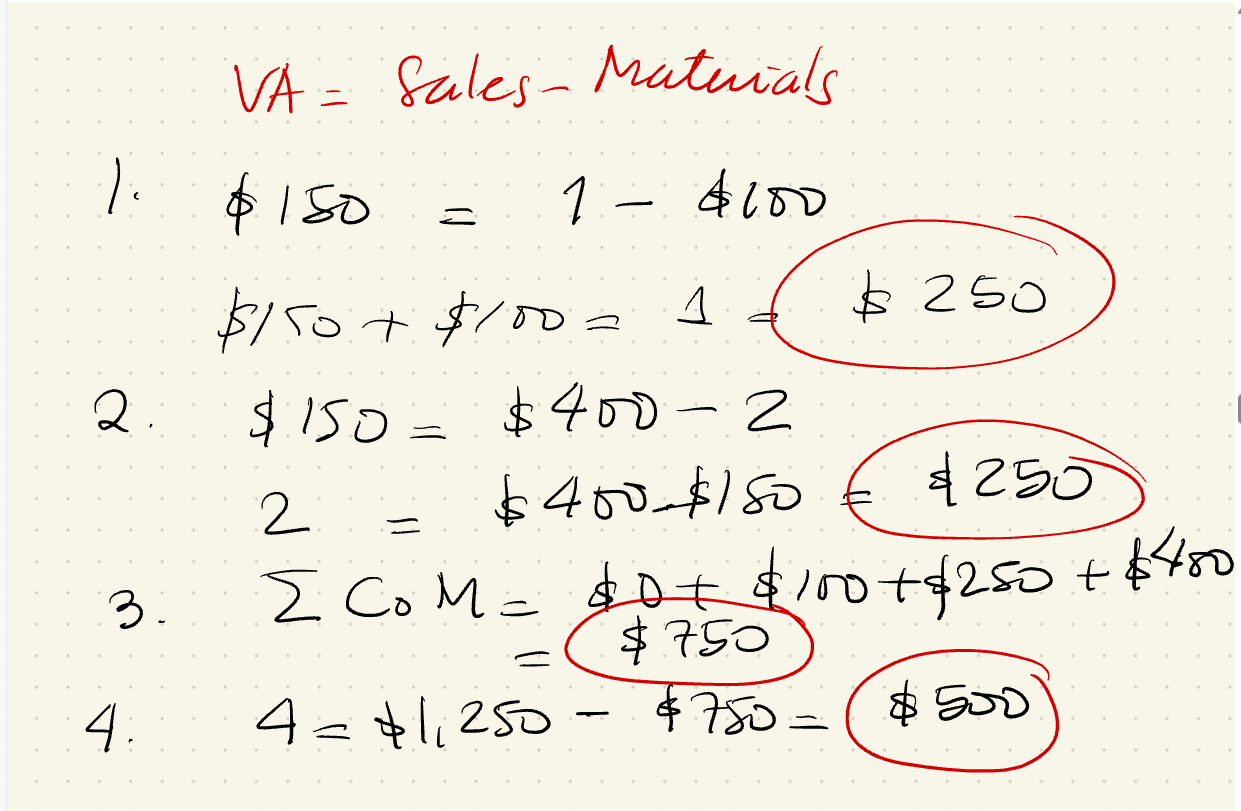 VA = Sales - Materials
1. $150 = 1 - $100
$150 + $100 = 1 = $250
2. $150 = $400 - 2
2 = $400 - $150 = $250
3. Σ CoM = $0 + $100 + $250 + $400
= $750
4. 4 = $1,250 - $750 = $500